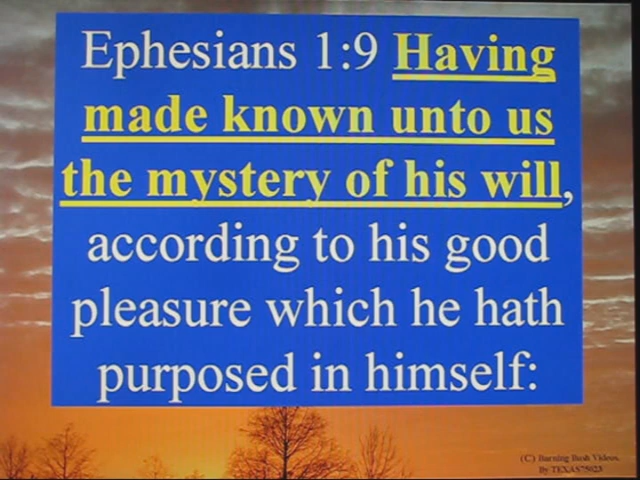 Ephesians 1:9 Having
made known unto us
the mystery of his will,
according to his good
pleasure which he hath
purposed in himself:
(C) Burning Bush Videos.
By TEXAS75023